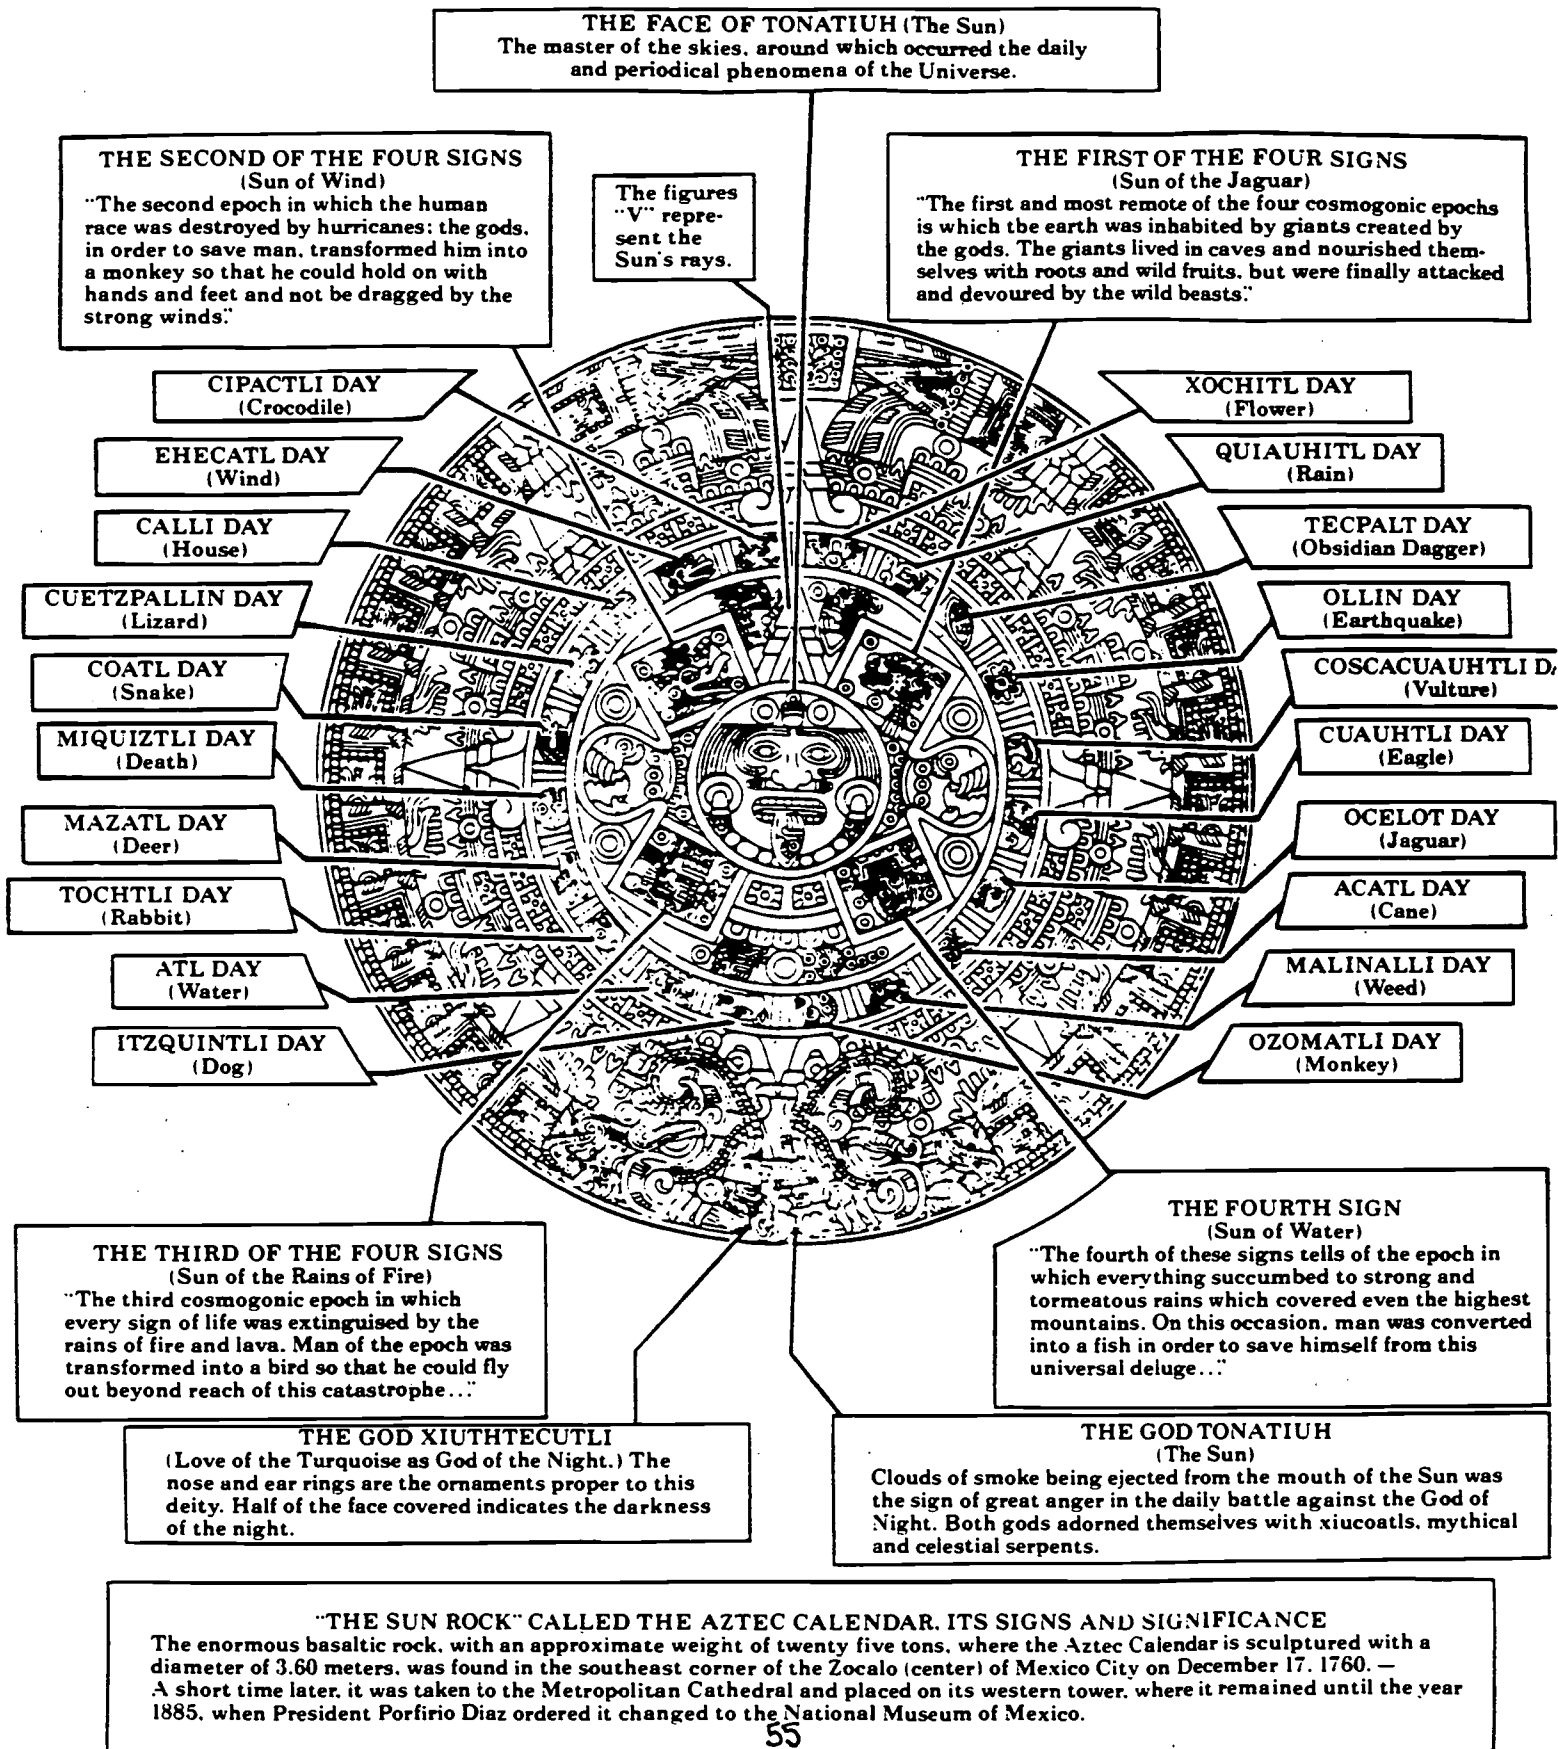 THE FACE OF TONATIUH (The Sun)
The master of the skies, around which occurred the daily
and periodical phenomena of the Universe.
THE SECOND OF THE FOUR SIGNS
(Sun of Wind)
"The second epoch in which the human
race was destroyed by hurricanes: the gods,
in order to save man, transformed him into
a monkey so that he could hold on with
hands and feet and not be dragged by the
strong winds."
The figures
"V" repre-
sent the
Sun's rays.
THE FIRST OF THE FOUR SIGNS
(Sun of the Jaguar)
"The first and most remote of the four cosmogonic epochs
is which the earth was inhabited by giants created by
the gods. The giants lived in caves and nourished them-
selves with roots and wild fruits, but were finally attacked
and devoured by the wild beasts."
CIPACTLI DAY
(Crocodile)
EHECATL DAY
(Wind)
CALLI DAY
(House)
CUETZPALLIN DAY
(Lizard)
COATL DAY
(Snake)
MIQUIZTLI DAY
(Death)
MAZATL DAY
(Deer)
TOCHTLI DAY
(Rabbit)
ATL DAY
(Water)
ITZQUINTLI DAY
(Dog)
XOCHITL DAY
(Flower)
QUIAUHITL DAY
(Rain)
TECPALT DAY
(Obsidian Dagger)
OLLIN DAY
(Earthquake)
COSCACUAUHTLI
(Vulture)
CUAUHTLI DAY
(Eagle)
OCELOT DAY
(Jaguar)
ACATL DAY
(Cane)
MALINALLI DAY
(Weed)
OZOMATLI DAY
(Monkey)
THE THIRD OF THE FOUR SIGNS
(Sun of the Rains of Fire)
"The third cosmogonic epoch in which
every sign of life was extinguised by the
rains of fire and lava. Man of the epoch was
transformed into a bird so that he could fly
out beyond reach of this catastrophe..."
THE FOURTH SIGN
(Sun of Water)
"The fourth of these signs tells of the epoch in
which everything succumbed to strong and
tormeatous rains which covered even the highest
mountains. On this occasion, man was converted
into a fish in order to save himself from this
universal deluge..."
THE GOD XIUTHTECUTLI
(Love of the Turquoise as God of the Night.) The
nose and ear rings are the ornaments proper to this
deity. Half of the face covered indicates the darkness
of the night.
THE GOD TONATIUH
(The Sun)
Clouds of smoke being ejected from the mouth of the Sun was
the sign of great anger in the daily battle against the God of
Night. Both gods adorned themselves with xiucoatls, mythical
and celestial serpents.
"THE SUN ROCK" CALLED THE AZTEC CALENDAR, ITS SIGNS AND SIGNIFICANCE
The enormous basaltic rock, with an approximate weight of twenty five tons, where the Aztec Calendar is sculptured with a
diameter of 3.60 meters, was found in the southeast corner of the Zocalo (center) of Mexico City on December 17, 1760. —
A short time later, it was taken to the Metropolitan Cathedral and placed on its western tower, where it remained until the year
1885, when President Porfirio Diaz ordered it changed to the National Museum of Mexico.
55